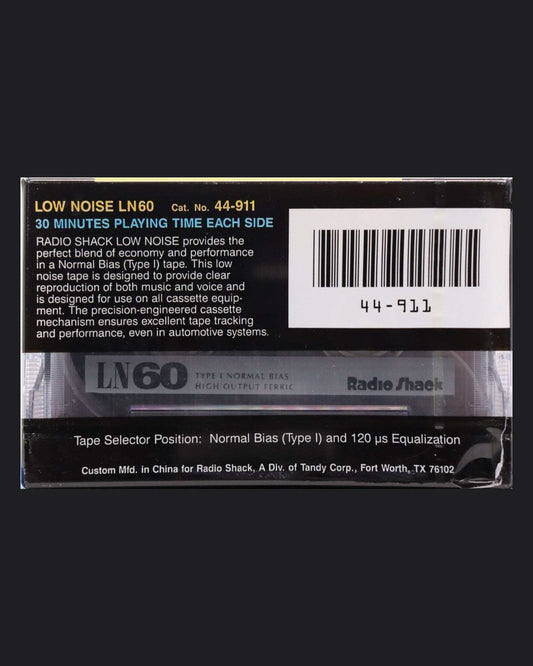 LOW NOISE LN60 Cat. No. 44-911
30 MINUTES PLAYING TIME EACH SIDE
RADIO SHACK LOW NOISE provides the
perfect blend of economy and performance
in a Normal Bias (Type I) tape. This low
noise tape is designed to provide clear
reproduction of both music and voice and
is designed for use on all cassette equip-
ment. The precision-engineered cassette
mechanism ensures excellent tape tracking
and performance, even in automotive systems.
44-911
LN60 TYPE I NORMAL BIAS
HIGH OUTPUT FERRIC
Radio Shack
Tape Selector Position: Normal Bias (Type I) and 120 µs Equalization
Custom Mfd. in China for Radio Shack, A Div. of Tandy Corp., Fort Worth, TX 76102